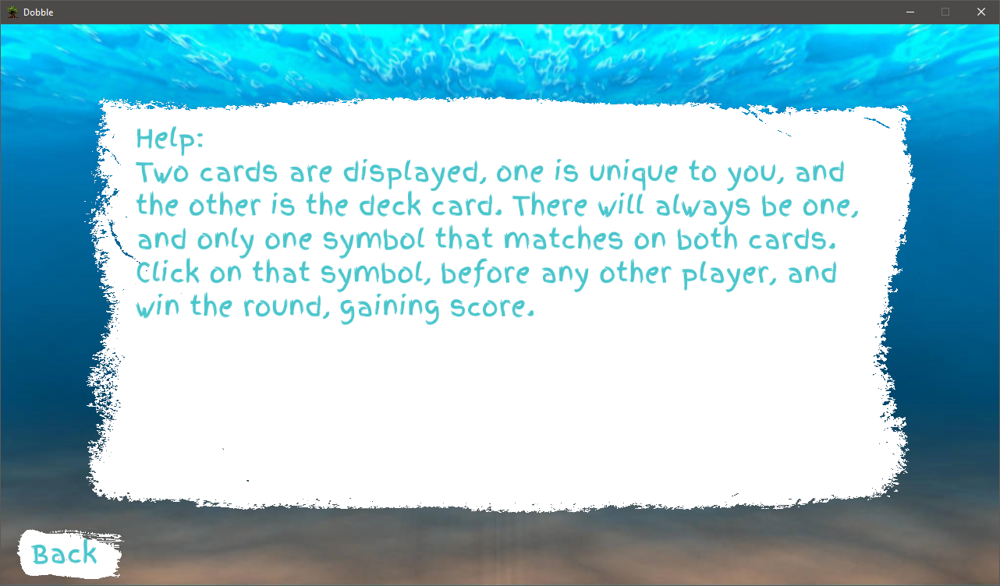 Dobble
Help:
Two cards are displayed, one is unique to you, and
the other is the deck card. There will always be one,
and only one symbol that matches on both cards.
Click on that symbol, before any other player, and
win the round, gaining score.
Back